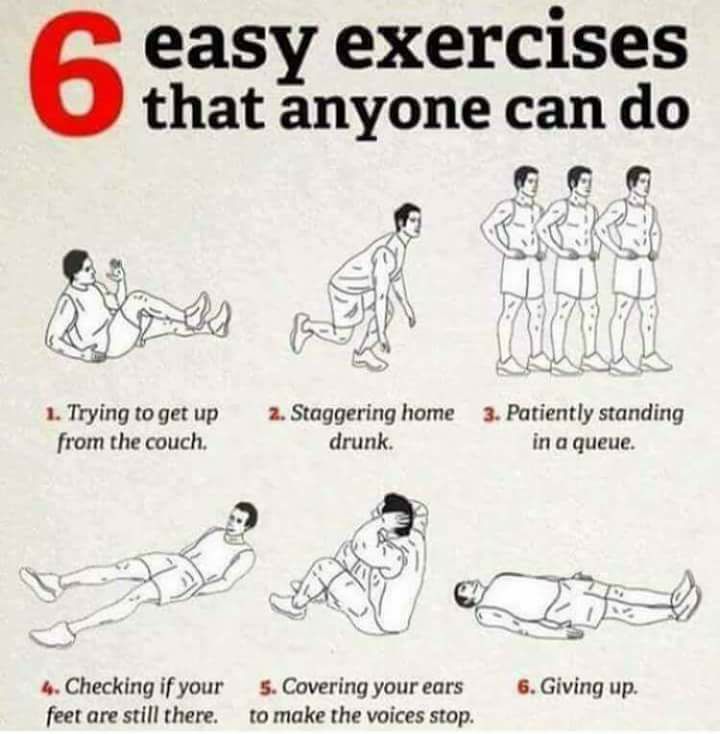 6 easy exercises
that anyone can do
1. Trying to get up
from the couch.
2. Staggering home
drunk.
3. Patiently standing
in a queue.
4. Checking if your
feet are still there.
5. Covering your ears
to make the voices stop.
6. Giving up.